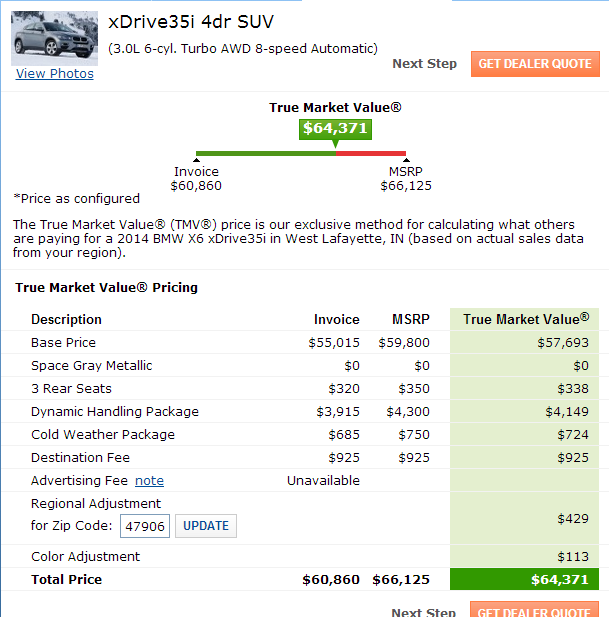 xDrive35i 4dr SUV
(3.0L 6-cyl. Turbo AWD 8-speed Automatic)
View Photos
Next Step GET DEALER QUOTE
True Market Value®
$64,371
Invoice MSRP
$60,860 $66,125
*Price as configured
The True Market Value® (TMV®) price is our exclusive method for calculating what others
are paying for a 2014 BMW X6 xDrive35i in West Lafayette, IN (based on actual sales data
from your region).
True Market Value® Pricing
Description Invoice MSRP True Market Value®
Base Price $55,015 $59,800 $57,693
Space Gray Metallic $0 $0 $0
3 Rear Seats $320 $350 $338
Dynamic Handling Package $3,915 $4,300 $4,149
Cold Weather Package $685 $750 $724
Destination Fee $925 $925 $925
Advertising Fee note Unavailable
Regional Adjustment
for Zip Code: 47906 UPDATE $429
Color Adjustment $113
Total Price $60,860 $66,125 $64,371
Next Step GET DEALER QUOTE